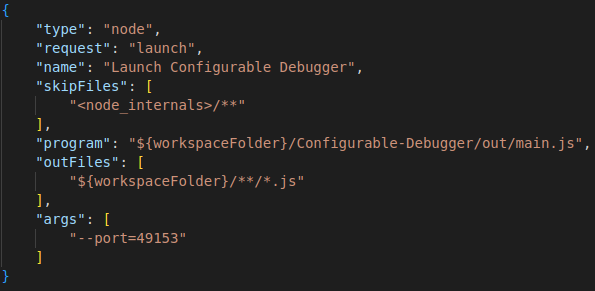 {
"type": "node",
"request": "launch",
"name": "Launch Configurable Debugger",
"skipFiles": [
"<node_internals>/**"
],
"program": "${workspaceFolder}/Configurable-Debugger/out/main.js",
"outFiles": [
"${workspaceFolder}/**/*.js"
],
"args": [
"--port=49153"
]
}